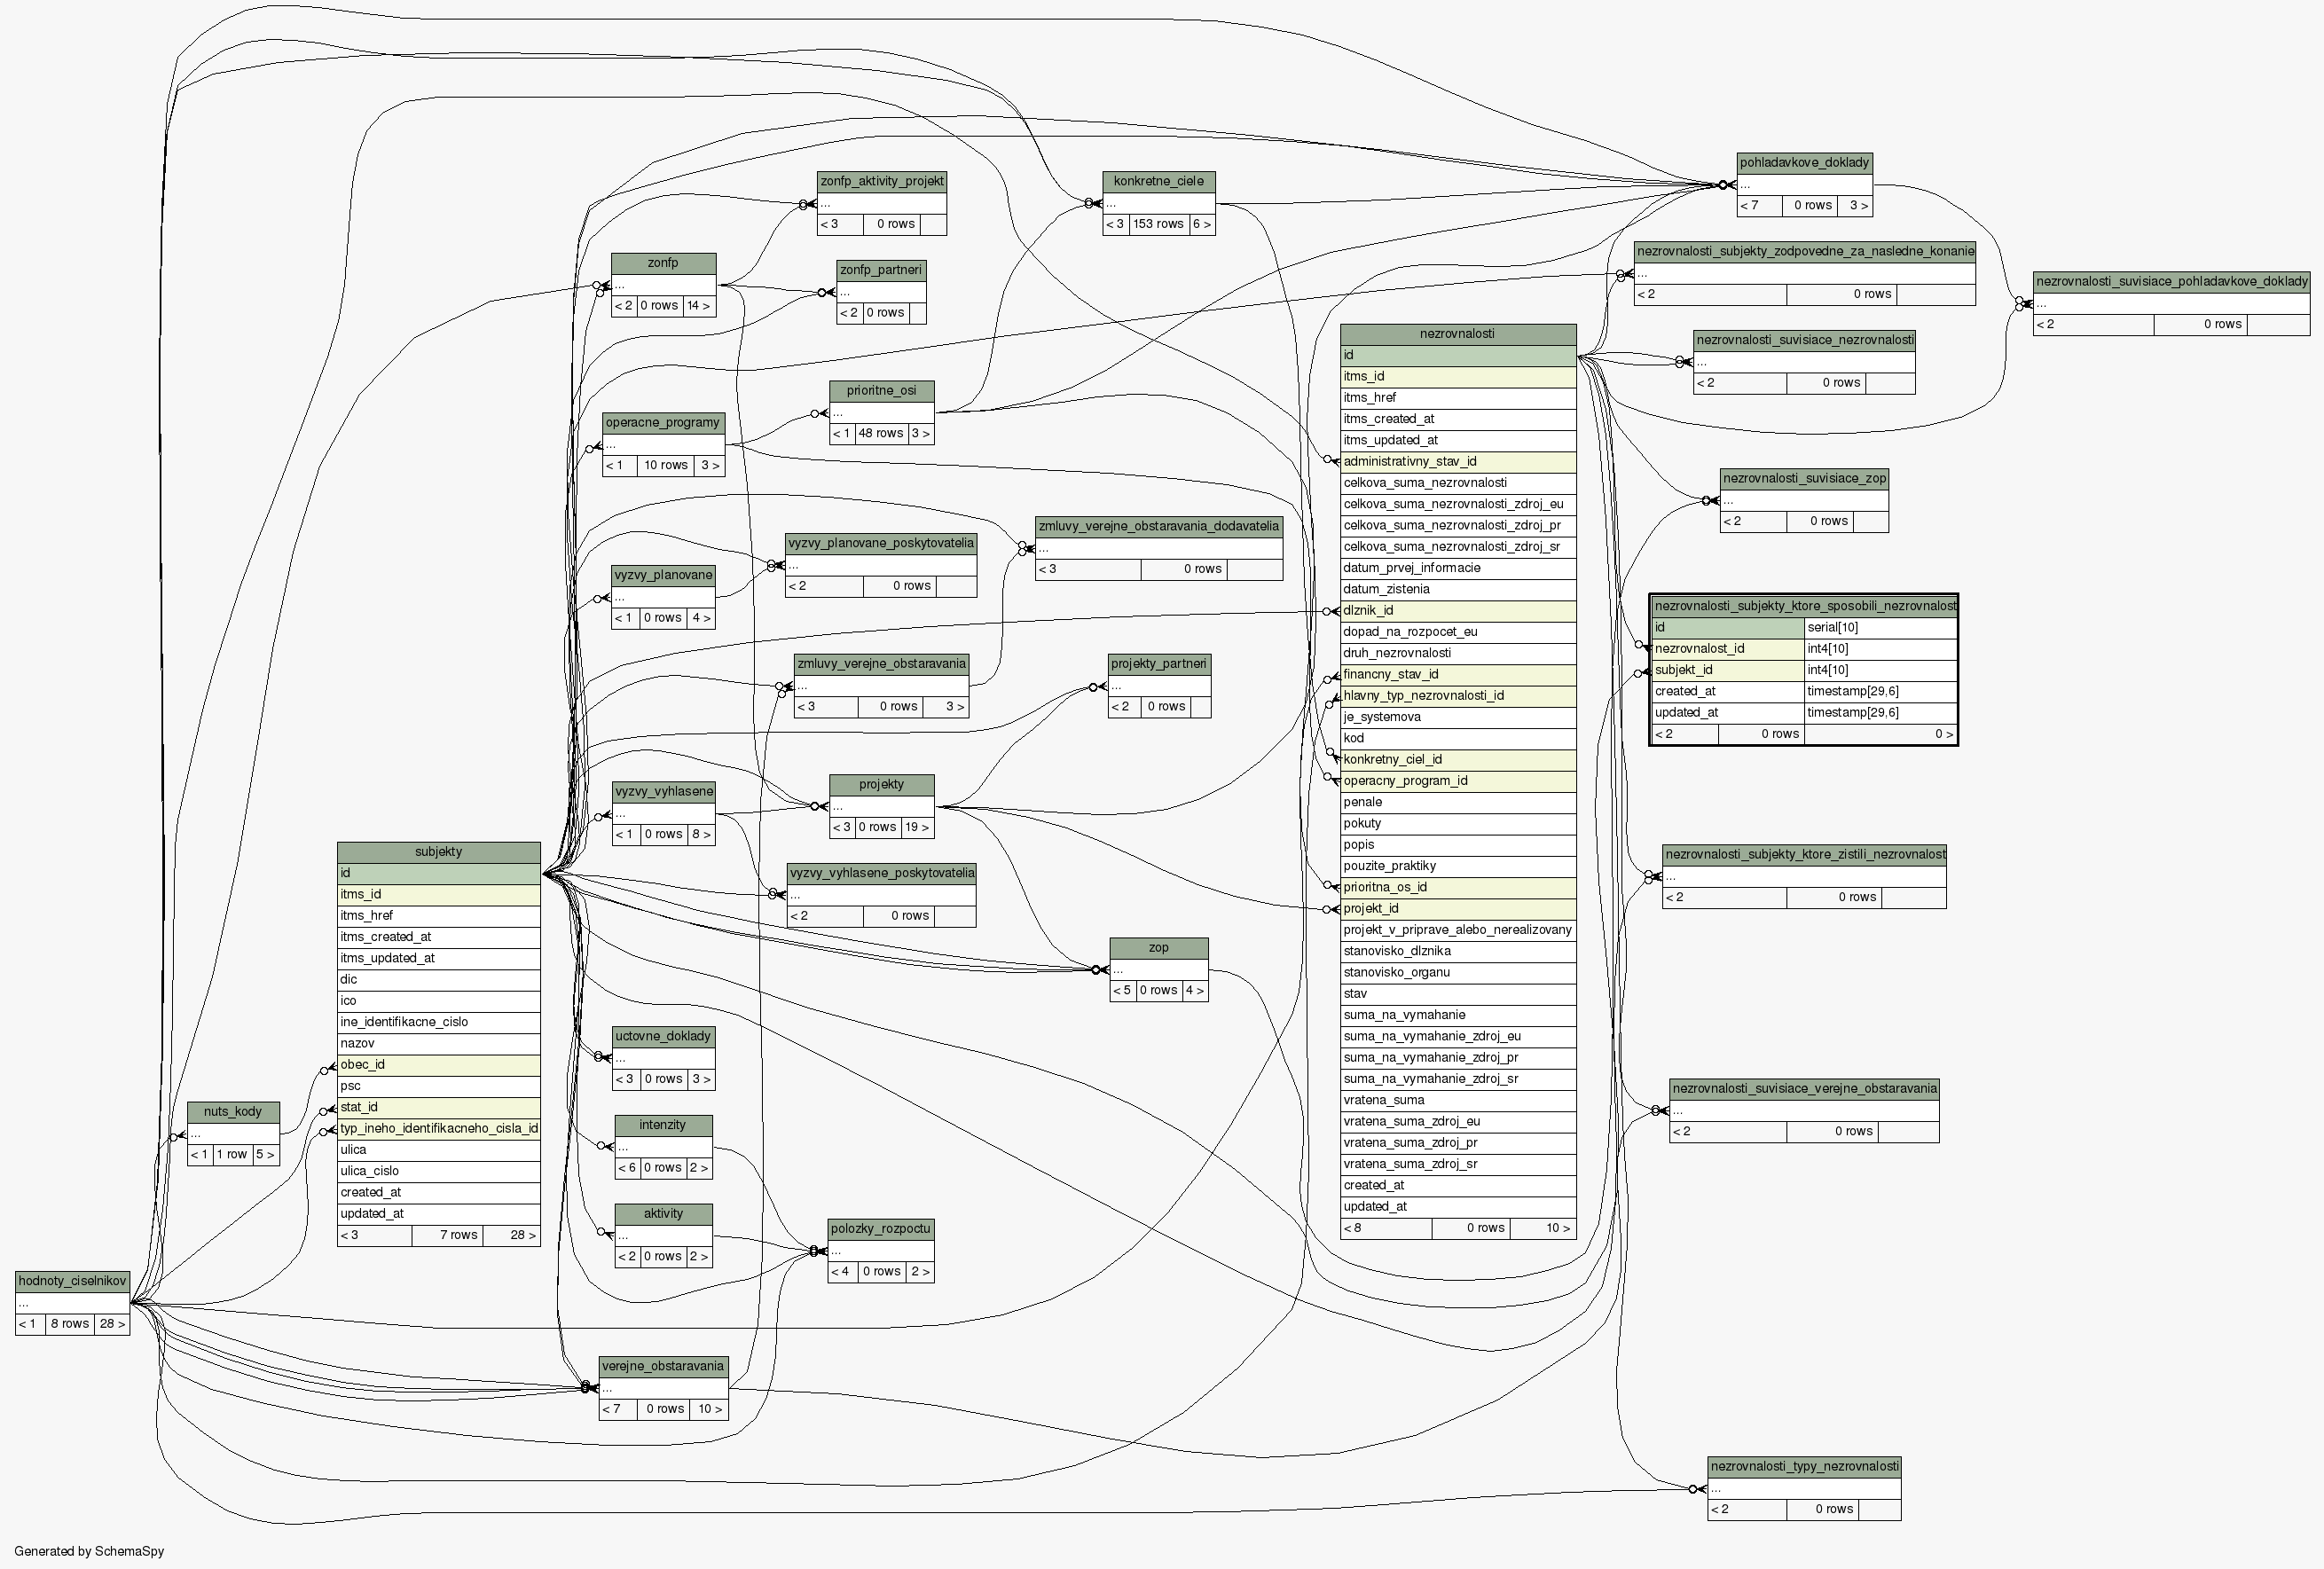 pohladavkove_doklady
...
< 7 0 rows 3 >
zonfp_aktivity_projekt
...
< 3 0 rows
konkretne_ciele
...
< 3 153 rows 6 >
nezrovnalosti_subjekty_zodpovedne_za_nasledne_konanie
...
< 2 0 rows
zonfp
...
< 2 0 rows 14 >
zonfp_partneri
...
< 2 0 rows
nezrovnalosti_suvisiace_pohladavkove_doklady
...
< 2 0 rows
nezrovnalosti
id
itms_id
itms_href
itms_created_at
itms_updated_at
administrativny_stav_id
celkova_suma_nezrovnalosti
celkova_suma_nezrovnalosti_zdroj_eu
celkova_suma_nezrovnalosti_zdroj_pr
celkova_suma_nezrovnalosti_zdroj_sr
datum_prvej_informacie
datum_zistenia
dlznik_id
dopad_na_rozpocet_eu
druh_nezrovnalosti
financny_stav_id
hlavny_typ_nezrovnalosti_id
je_systemova
kod
konkretny_ciel_id
operacny_program_id
penale
pokuty
popis
pouzite_praktiky
prioritna_os_id
projekt_id
projekt_v_priprave_alebo_nerealizovany
stanovisko_dlznika
stanovisko_organu
stav
suma_na_vymahanie
suma_na_vymahanie_zdroj_eu
suma_na_vymahanie_zdroj_pr
suma_na_vymahanie_zdroj_sr
vratena_suma
vratena_suma_zdroj_eu
vratena_suma_zdroj_pr
vratena_suma_zdroj_sr
created_at
updated_at
< 8 0 rows 10 >
nezrovnalosti_suvisiace_nezrovnalosti
...
< 2 0 rows
prioritne_osi
...
< 1 48 rows 3 >
operacne_programy
...
< 1 10 rows 3 >
nezrovnalosti_suvisiace_zop
...
< 2 0 rows
zmluvy_verejne_obstaravania_dodavatelia
...
< 3 0 rows
vyzvy_planovane_poskytovatelia
...
< 2 0 rows
vyzvy_planovane
...
< 1 0 rows 4 >
nezrovnalosti_subjekty_ktore_sposobili_nezrovnalost
id serial[10]
nezrovnalost_id int4[10]
subjekt_id int4[10]
created_at timestamp[29,6]
updated_at timestamp[29,6]
< 2 0 rows 0 >
zmluvy_verejne_obstaravania
...
< 3 0 rows 3 >
projekty_partneri
...
< 2 0 rows
projekty
...
< 3 0 rows 19 >
vyzvy_vyhlasene
...
< 1 0 rows 8 >
subjekty
id
itms_id
itms_href
itms_created_at
itms_updated_at
dic
ico
ine_identifikacne_cislo
nazov
obec_id
psc
stat_id
typ_ineho_identifikacneho_cisla_id
ulica
ulica_cislo
created_at
updated_at
< 3 7 rows 28 >
nezrovnalosti_subjekty_ktore_zistili_nezrovnalost
...
< 2 0 rows
vyzvy_vyhlasene_poskytovatelia
...
< 2 0 rows
zop
...
< 5 0 rows 4 >
uctovne_doklady
...
< 3 0 rows 3 >
nezrovnalosti_suvisiace_verejne_obstaravania
...
< 2 0 rows
nuts_kody
...
< 1 1 row 5 >
intenzity
...
< 6 0 rows 2 >
aktivity
...
< 2 0 rows 2 >
polozky_rozpoctu
...
< 4 0 rows 2 >
hodnoty_ciselnikov
...
< 1 8 rows 28 >
verejne_obstaravania
...
< 7 0 rows 10 >
nezrovnalosti_typy_nezrovnalosti
...
< 2 0 rows
Generated by SchemaSpy